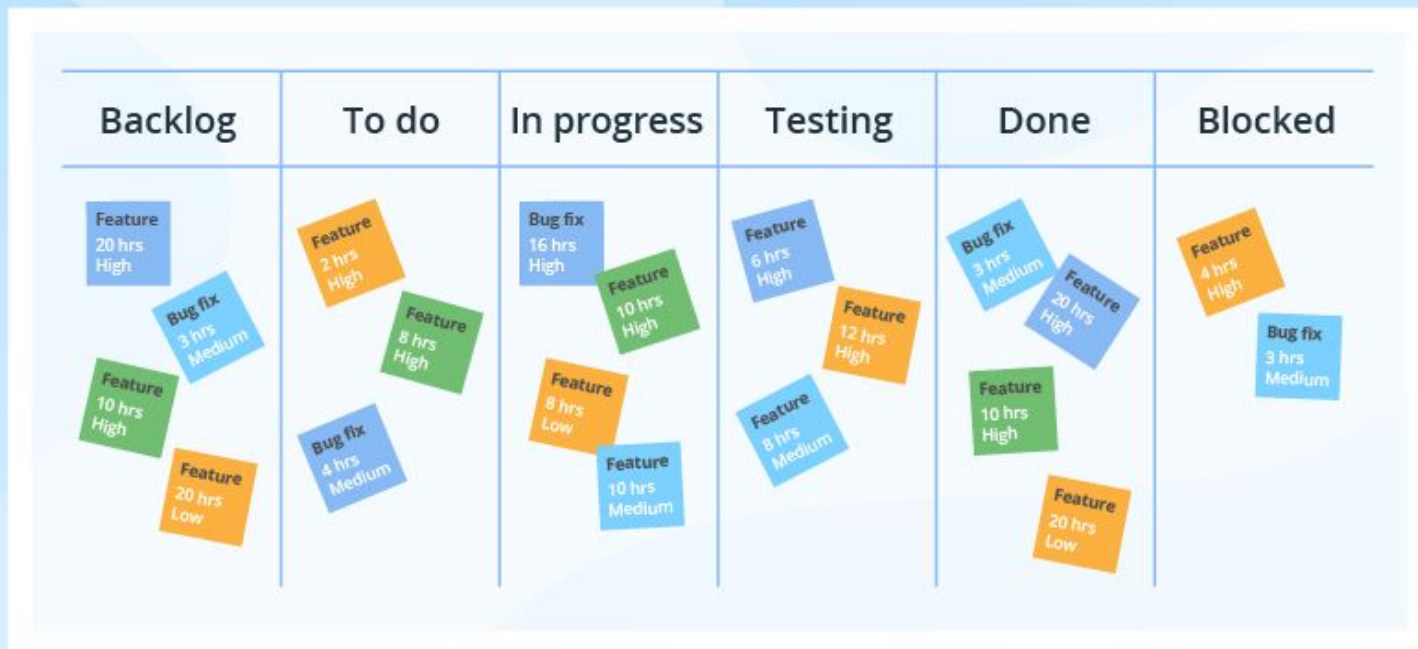 Backlog
To do
In progress
Testing
Done
Blocked
Feature
20 hrs
High
Bug fix
3 hrs
Medium
Feature
10 hrs
High
Feature
20 hrs
Low
Feature
2 hrs
High
Feature
8 hrs
High
Bug fix
4 hrs
Medium
Bug fix
16 hrs
High
Feature
10 hrs
High
Feature
8 hrs
Low
Feature
10 hrs
Medium
Feature
6 hrs
High
Feature
12 hrs
High
Feature
8 hrs
Medium
Bug fix
3 hrs
Medium
Feature
20 hrs
High
Feature
10 hrs
High
Feature
20 hrs
Low
Feature
4 hrs
High
Bug fix
3 hrs
Medium